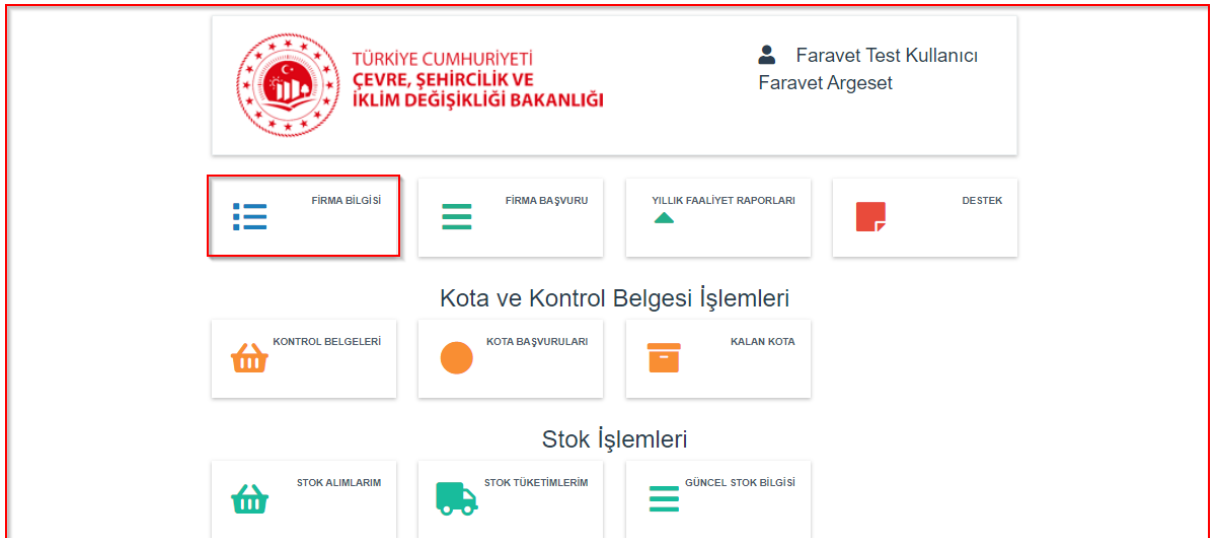 TÜRKİYE CUMHURİYETİ
ÇEVRE, ŞEHİRCİLİK VE
İKLİM DEĞİŞİKLİĞİ BAKANLIĞI
Faravet Test Kullanıcı
Faravet Argeset
FİRMA BİLGİSİ
FİRMA BAŞVURU
YILLIK FAALİYET RAPORLARI
DESTEK
Kota ve Kontrol Belgesi İşlemleri
KONTROL BELGELERİ
KOTA BAŞVURULARI
KALAN KOTA
Stok İşlemleri
STOK ALIMLARIM
STOK TÜKETİMLERİM
GÜNCEL STOK BİLGİSİ